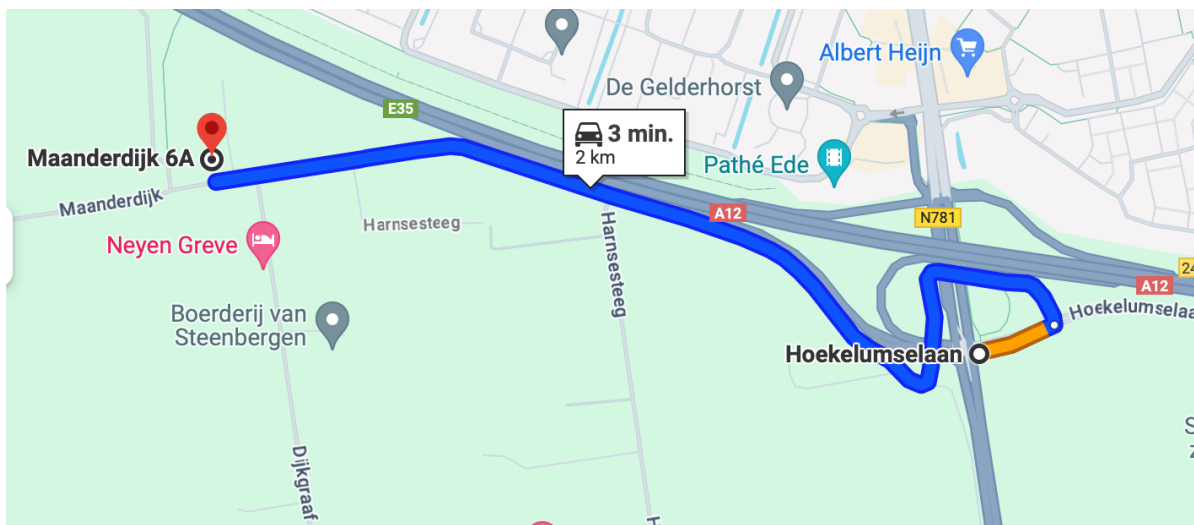 Albert Heijn
De Gelderhorst
E35
3 min.
2 km
Maanderdijk 6A
Pathé Ede
Maanderdijk
A12
N781
Harnsesteeg
Harnsesteeg
Neyen Greve
24
A12
Boerderij van
Steenbergen
Hoekelumselaa
Hoekelumselaan
S
z
Dijkgraaf
H